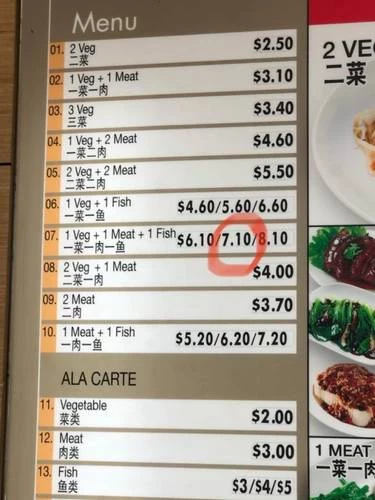 Menu
01. 2 Veg $2.50
二菜
02. 1 Veg + 1 Meat $3.10
一菜一肉
03. 3 Veg $3.40
三菜
04. 1 Veg + 2 Meat $4.60
一菜二肉
05. 2 Veg + 2 Meat $5.50
二菜二肉
06. 1 Veg + 1 Fish $4.60/5.60/6.60
一菜一鱼
07. 1 Veg + 1 Meat + 1 Fish $6.10/7.10/8.10
一菜一肉一鱼
08. 2 Veg + 1 Meat $4.00
二菜一肉
09. 2 Meat $3.70
二肉
10. 1 Meat + 1 Fish $5.20/6.20/7.20
一肉一鱼
ALA CARTE
11. Vegetable $2.00
菜类
12. Meat $3.00
肉类
13. Fish $3/$4/$5
鱼类
2 VE
二菜
1 MEAT
一菜一肉